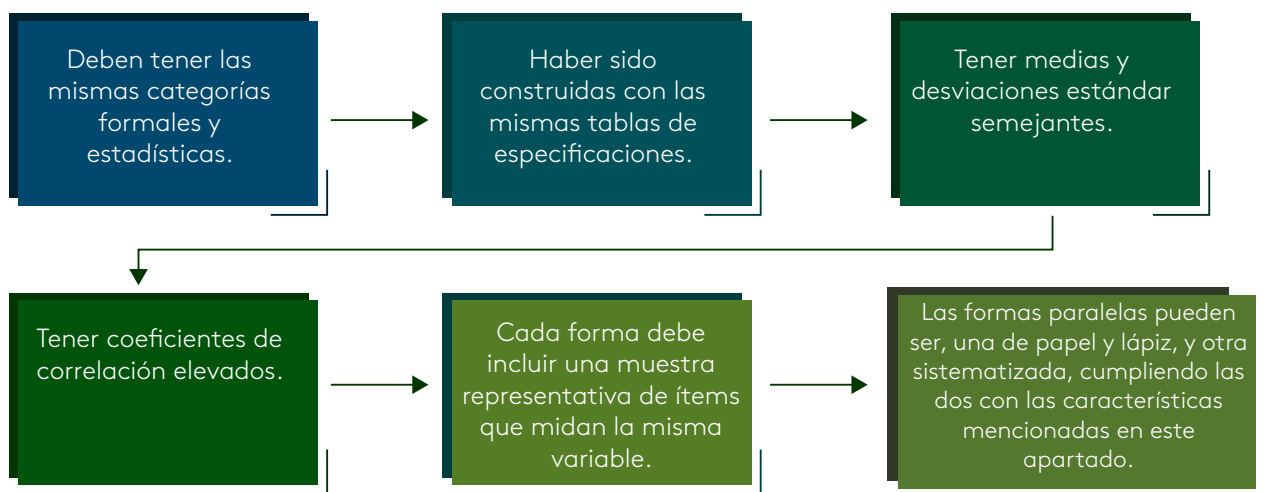 Deben tener las
mismas categorías
formales y
estadísticas.
Haber sido
construidas con las
mismas tablas de
especificaciones.
Tener medias y
desviaciones estándar
semejantes.
Tener coeficientes de
correlación elevados.
Cada forma debe
incluir una muestra
representativa de ítems
que midan la misma
variable.
Las formas paralelas pueden
ser, una de papel y lápiz, y otra
sistematizada, cumpliendo las
dos con las características
mencionadas en este
apartado.